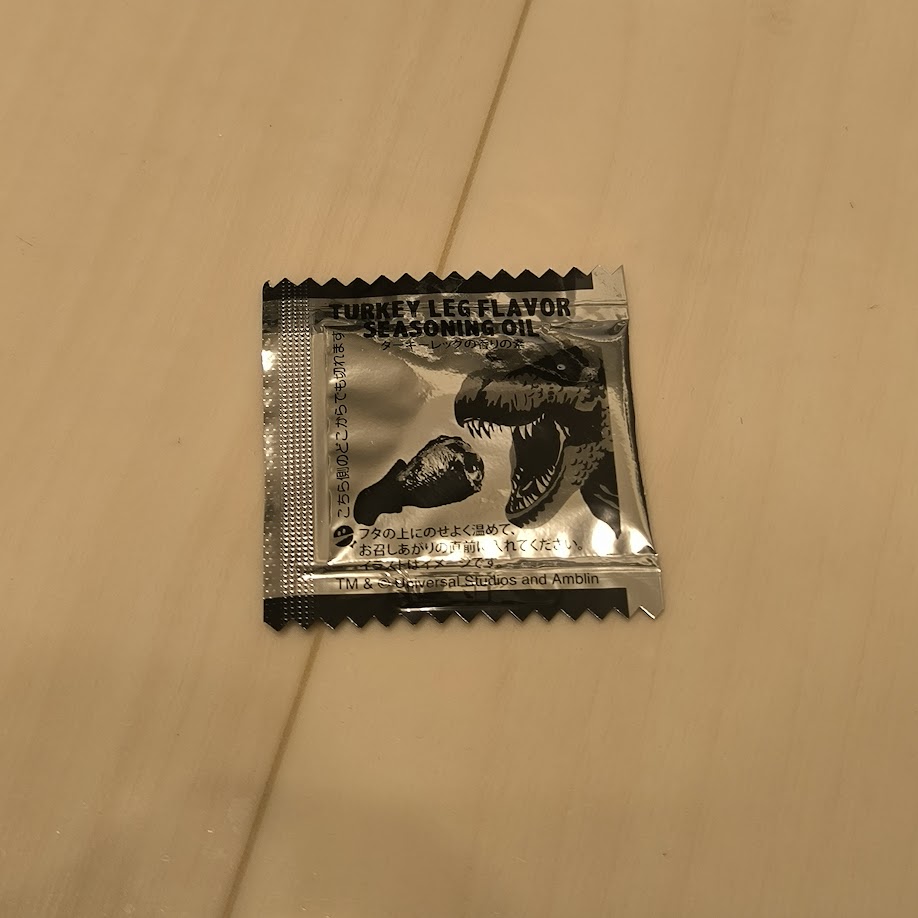 TURKEY LEG FLAVOR
SEASONING OIL
ターキーレッグの香りの素
こちら側のどこからでも切れます
フタの上にのせよく温めて、
お召しあがりの直前に入れてください。
イラストはイメージです。
TM & © Universal Studios and Amblin